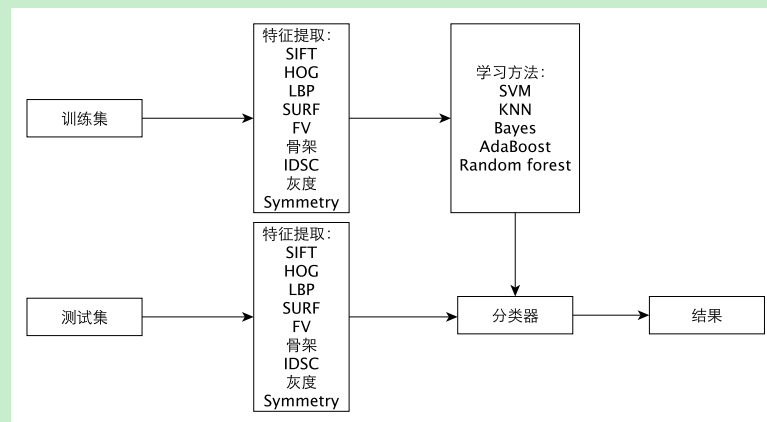 训练集
特征提取：
SIFT
HOG
LBP
SURF
FV
骨架
IDSC
灰度
Symmetry
学习方法：
SVM
KNN
Bayes
AdaBoost
Random forest
测试集
特征提取：
SIFT
HOG
LBP
SURF
FV
骨架
IDSC
灰度
Symmetry
分类器
结果